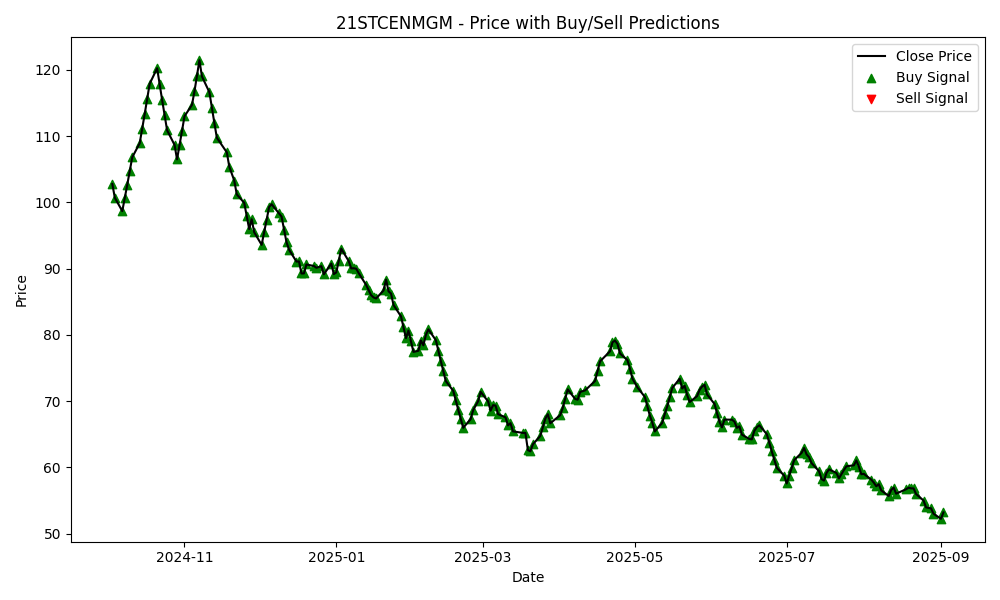 21STCENMGM - Price with Buy/Sell Predictions
Close Price
Buy Signal
Sell Signal
Price
120
110
100
90
80
70
60
50
2024-11
2025-01
2025-03
2025-05
2025-07
2025-09
Date